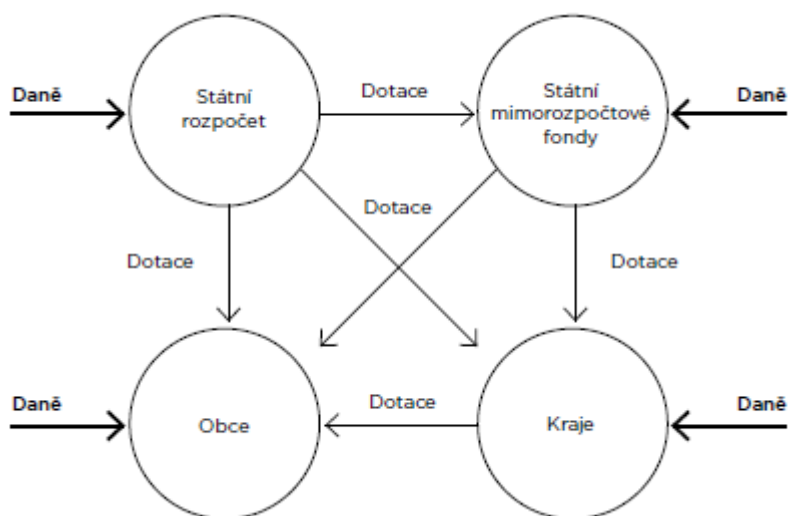 Daně
Státní
rozpočet
Dotace
Státní
mimorozpočtové
fondy
Daně
Dotace
Dotace
Dotace
Daně
Obce
Dotace
Kraje
Daně